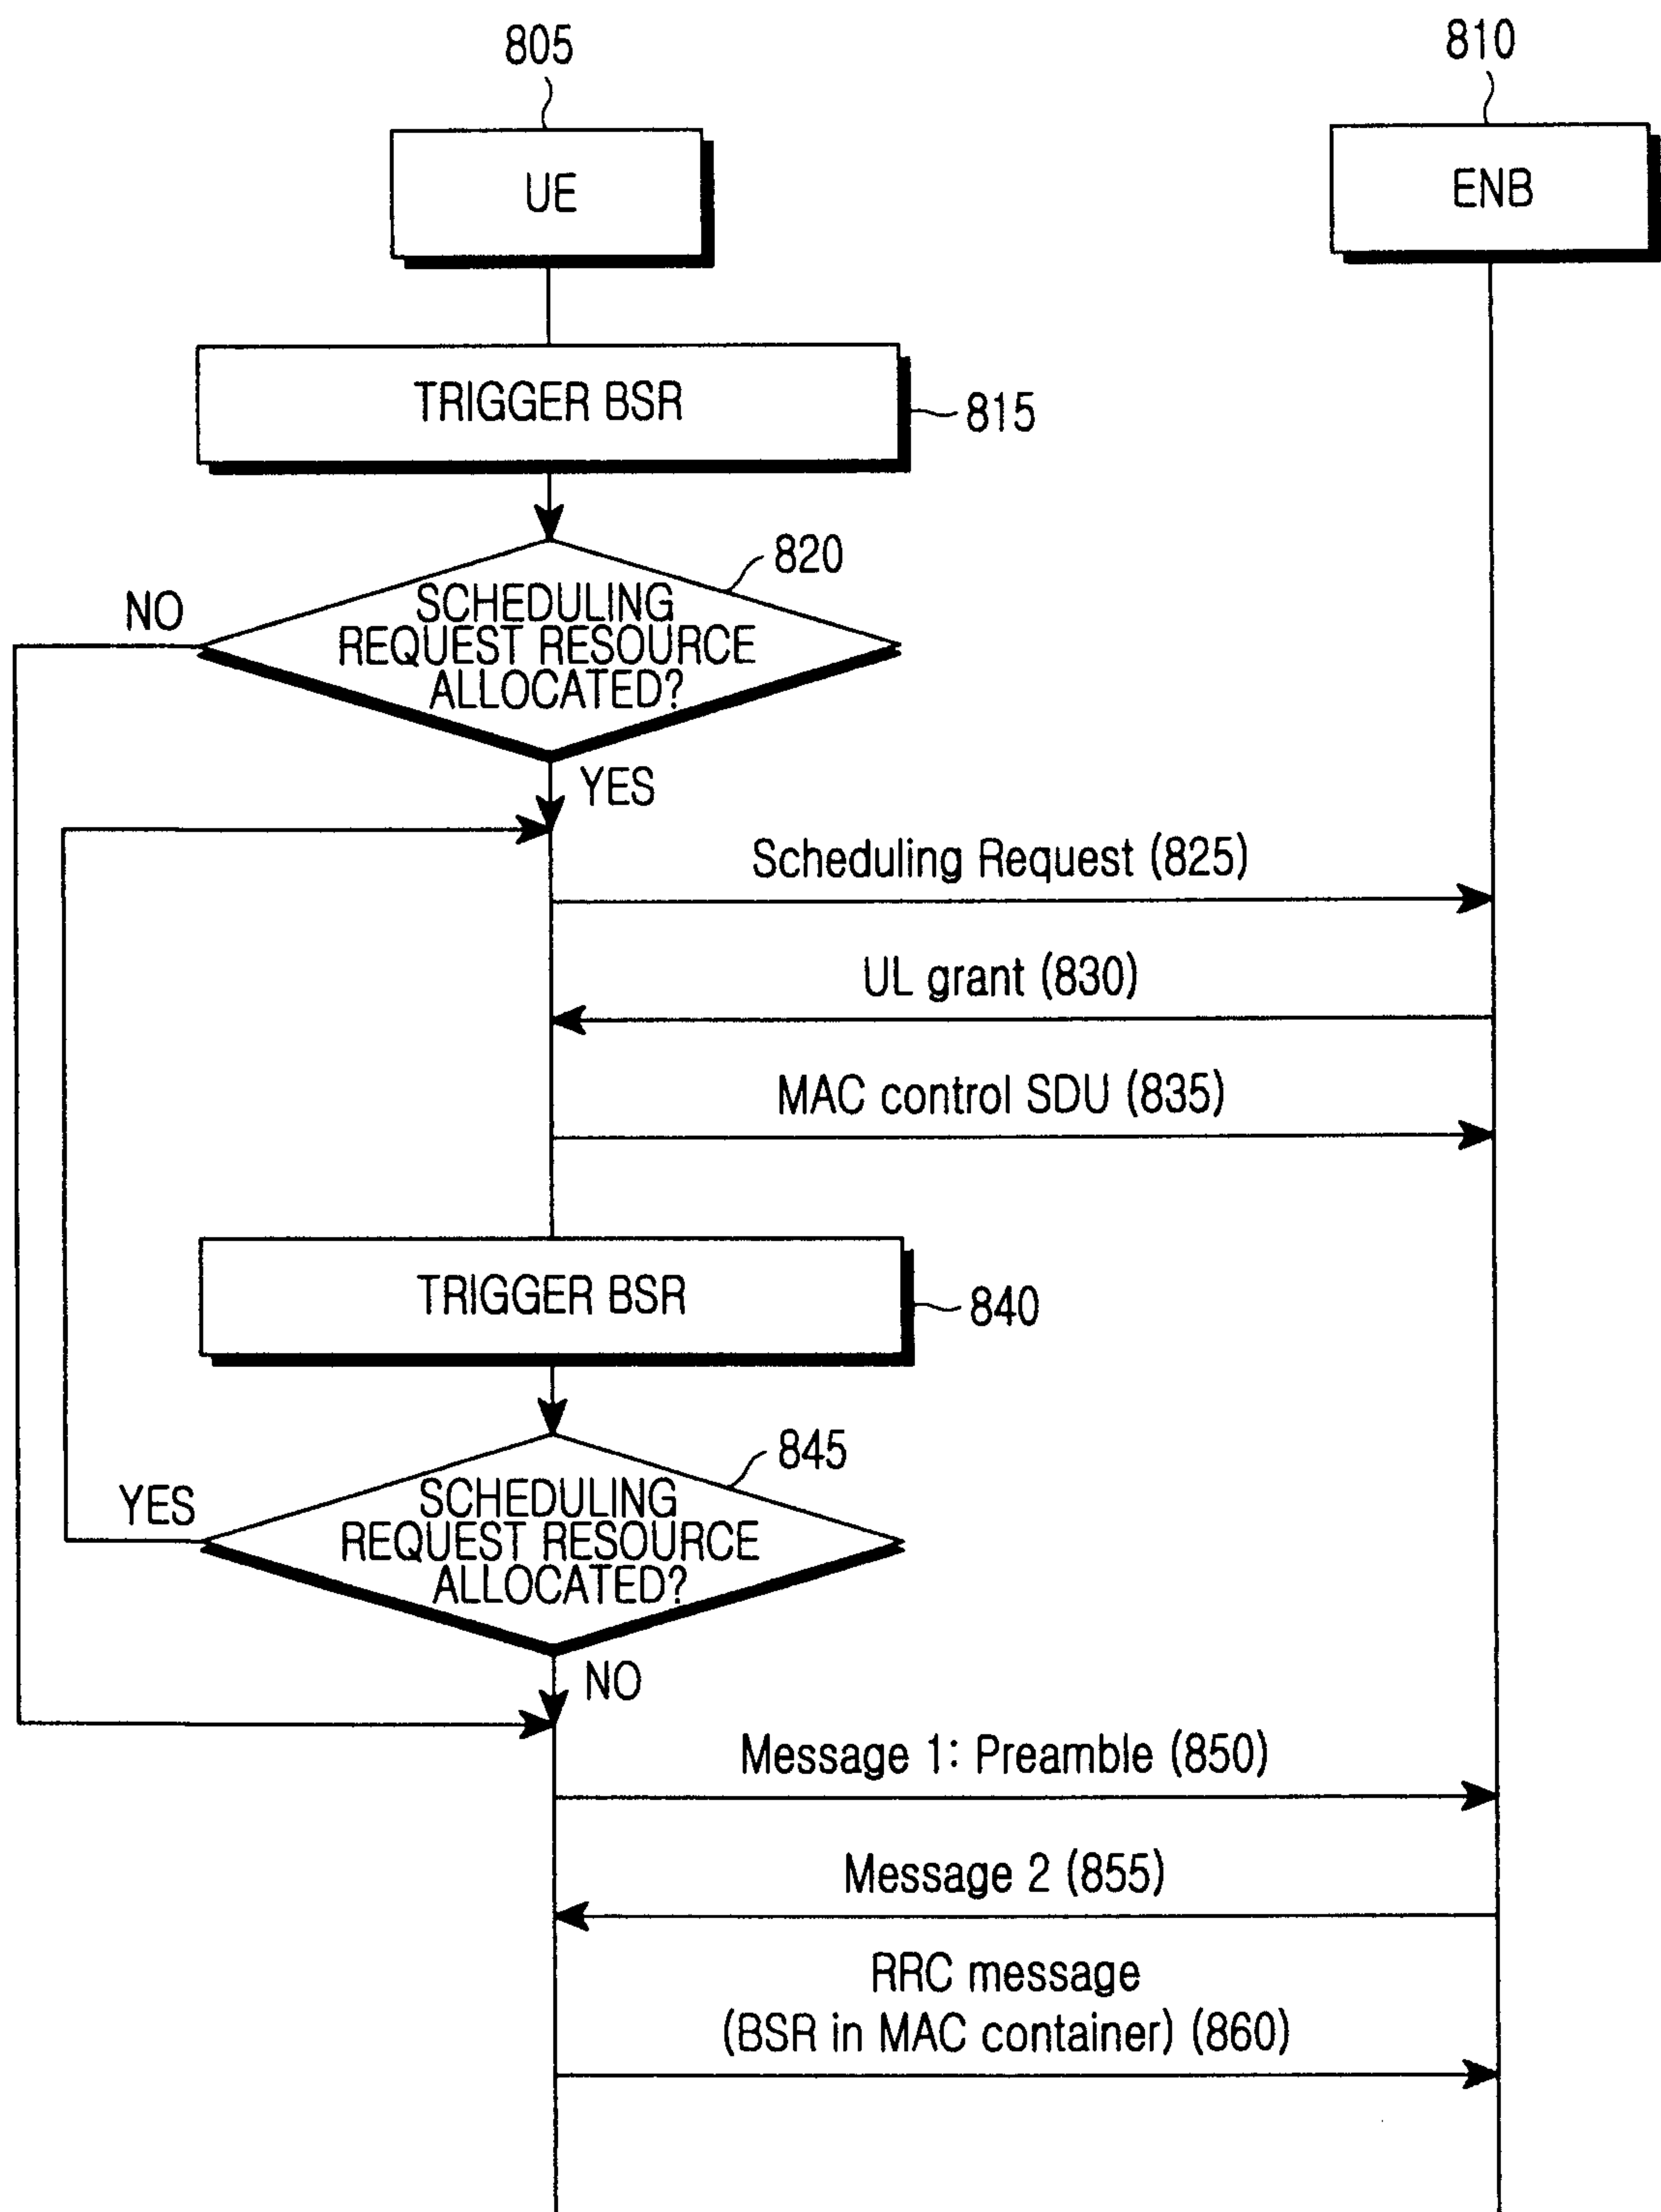 805
810
UE
ENB
TRIGGER BSR
815
820
NO
SCHEDULING
REQUEST RESOURCE
ALLOCATED?
YES
Scheduling Request (825)
UL grant (830)
MAC control SDU (835)
TRIGGER BSR
840
845
YES
SCHEDULING
REQUEST RESOURCE
ALLOCATED?
NO
Message 1: Preamble (850)
Message 2 (855)
RRC message
(BSR in MAC container) (860)